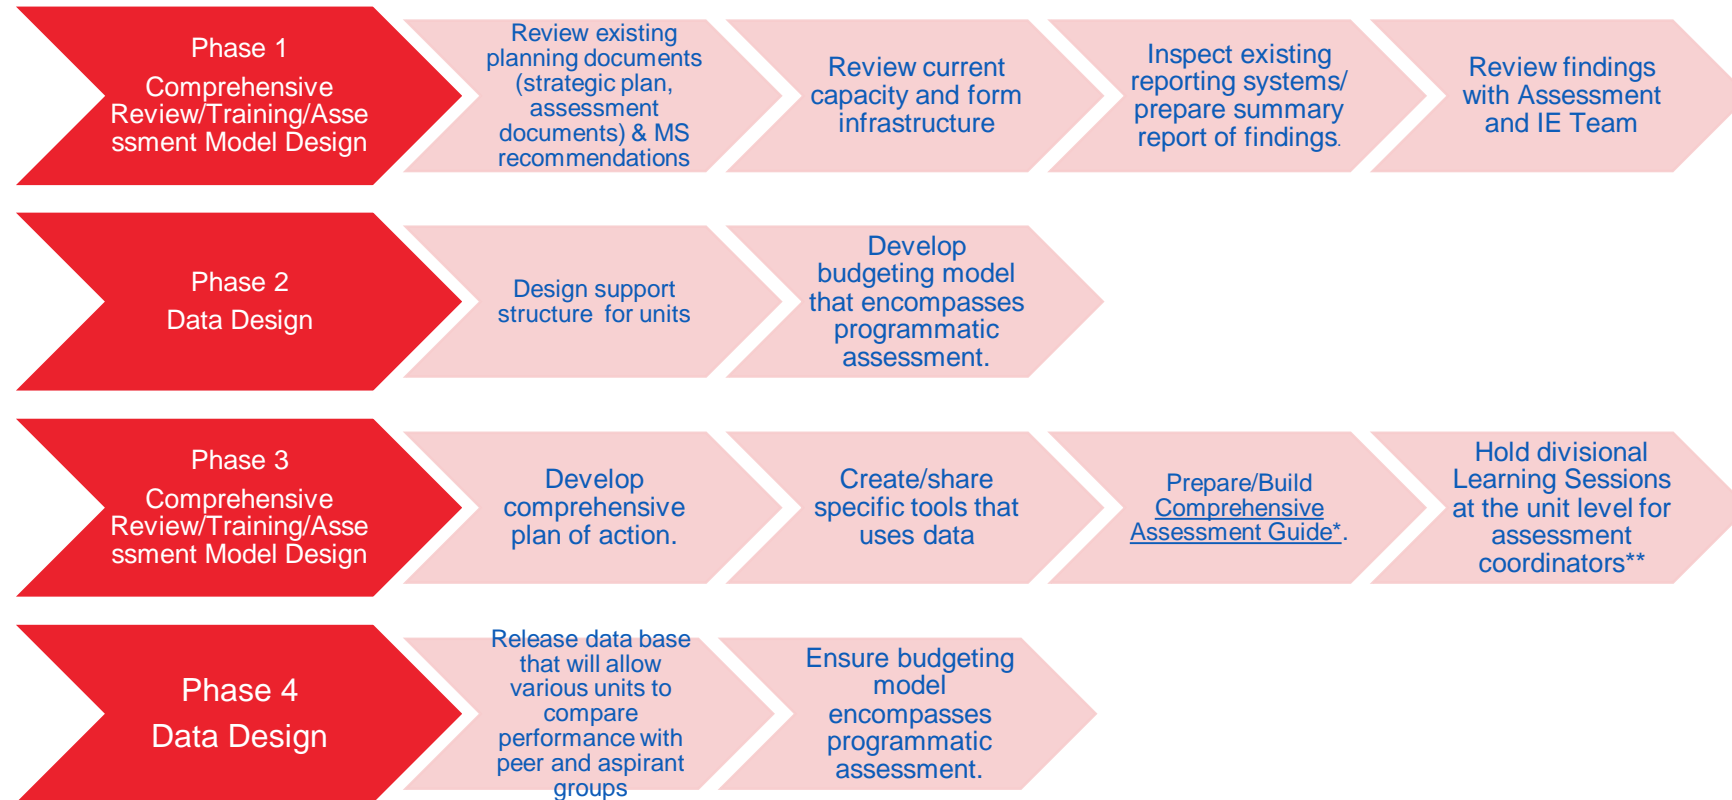 Phase 1
Comprehensive
Review/Training/Asse
ssment Model Design
Review existing
planning documents
(strategic plan,
assessment
documents) & MS
recommendations
Review current
capacity and form
infrastructure
Inspect existing
reporting systems/
prepare summary
report of findings.
Review findings
with Assessment
and IE Team
Phase 2
Data Design
Design support
structure for units
Develop
budgeting model
that encompasses
programmatic
assessment.
Phase 3
Comprehensive
Review/Training/Asse
ssment Model Design
Develop
comprehensive
plan of action.
Create/share
specific tools that
uses data
Prepare/Build
Comprehensive
Assessment Guide*.
Hold divisional
Learning Sessions
at the unit level for
assessment
coordinators**
Phase 4
Data Design
Release data base
that will allow
various units to
compare
performance with
peer and aspirant
groups
Ensure budgeting
model
encompasses
programmatic
assessment.